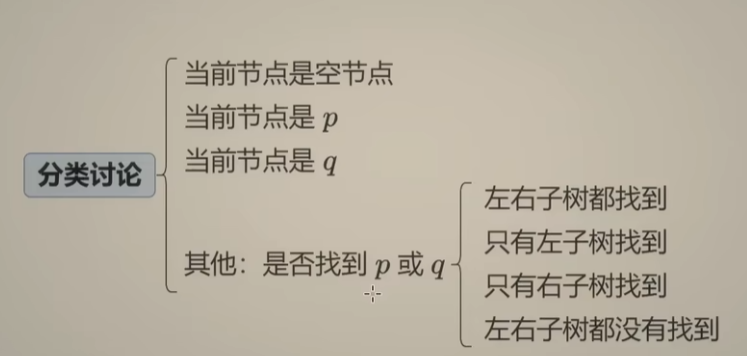 分类讨论
当前节点是空节点
当前节点是 p
当前节点是 q
其他：是否找到 p 或 q
左右子树都找到
只有左子树找到
只有右子树找到
左右子树都没有找到